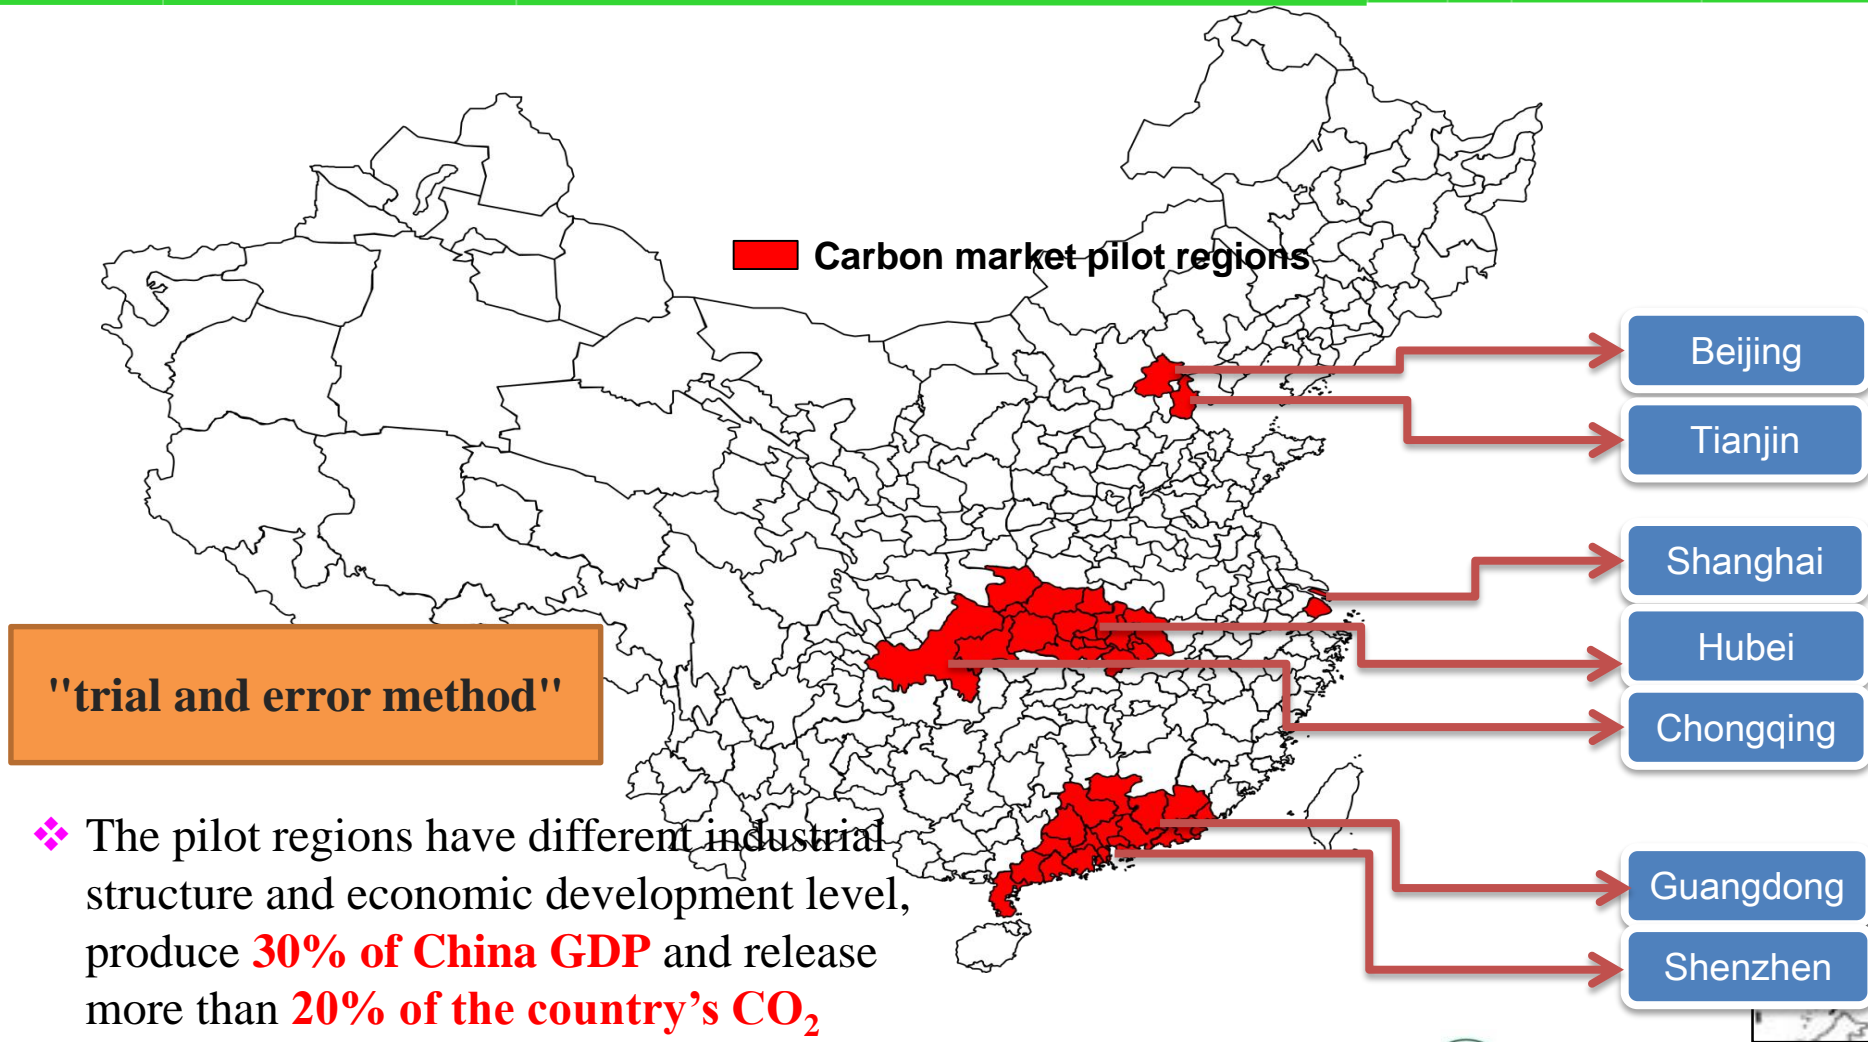 Carbon market pilot regions
Beijing
Tianjin
Shanghai
Hubei
Chongqing
Guangdong
Shenzhen
"trial and error method"
❖ The pilot regions have different industrial
structure and economic development level,
produce 30% of China GDP and release
more than 20% of the country’s CO₂